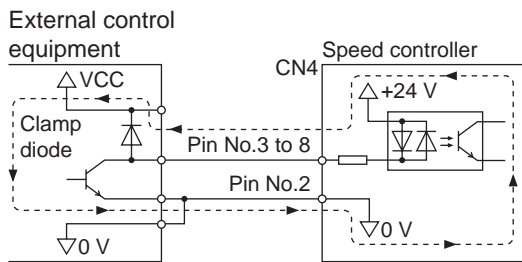 External control
equipment
Speed controller
CN4
VCC
+24 V
Clamp
diode
Pin No.3 to 8
Pin No.2
0 V
0 V